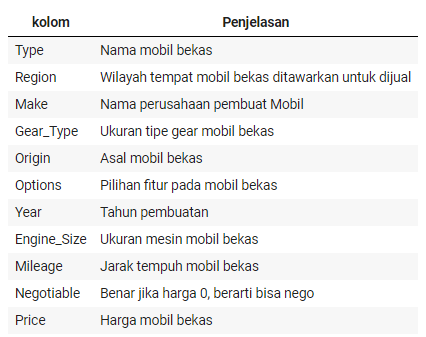 kolom Penjelasan
Type Nama mobil bekas
Region Wilayah tempat mobil bekas ditawarkan untuk dijual
Make Nama perusahaan pembuat Mobil
Gear_Type Ukuran tipe gear mobil bekas
Origin Asal mobil bekas
Options Pilihan fitur pada mobil bekas
Year Tahun pembuatan
Engine_Size Ukuran mesin mobil bekas
Mileage Jarak tempuh mobil bekas
Negotiable Benar jika harga 0, berarti bisa nego
Price Harga mobil bekas